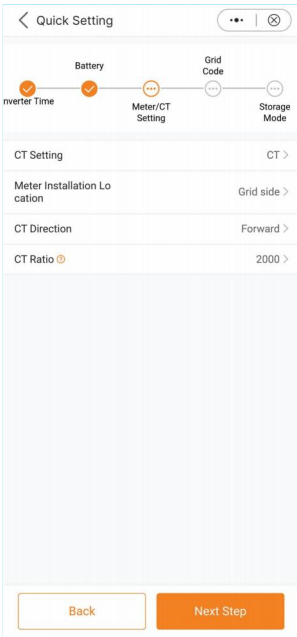 Quick Setting
Battery
Grid
Code
nverter Time
Meter/CT
Setting
Storage
Mode
CT Setting
CT
Meter Installation Lo
cation
Grid side
CT Direction
Forward
CT Ratio
2000
Back
Next Step